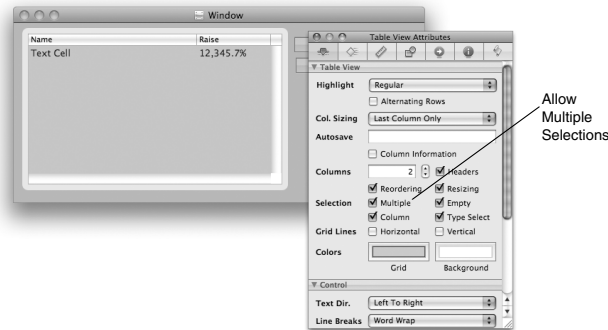 Window
Name Raise
Text Cell 12,345.7%
Table View Attributes
Table View
Highlight Regular
Alternating Rows
Col. Sizing Last Column Only
Autosave
Column Information
Columns 2 Headers
Reordering Resizing
Selection Multiple Empty
Column Type Select
Grid Lines Horizontal Vertical
Colors
Grid Background
Control
Text Dir. Left To Right
Line Breaks Word Wrap
Allow
Multiple
Selections